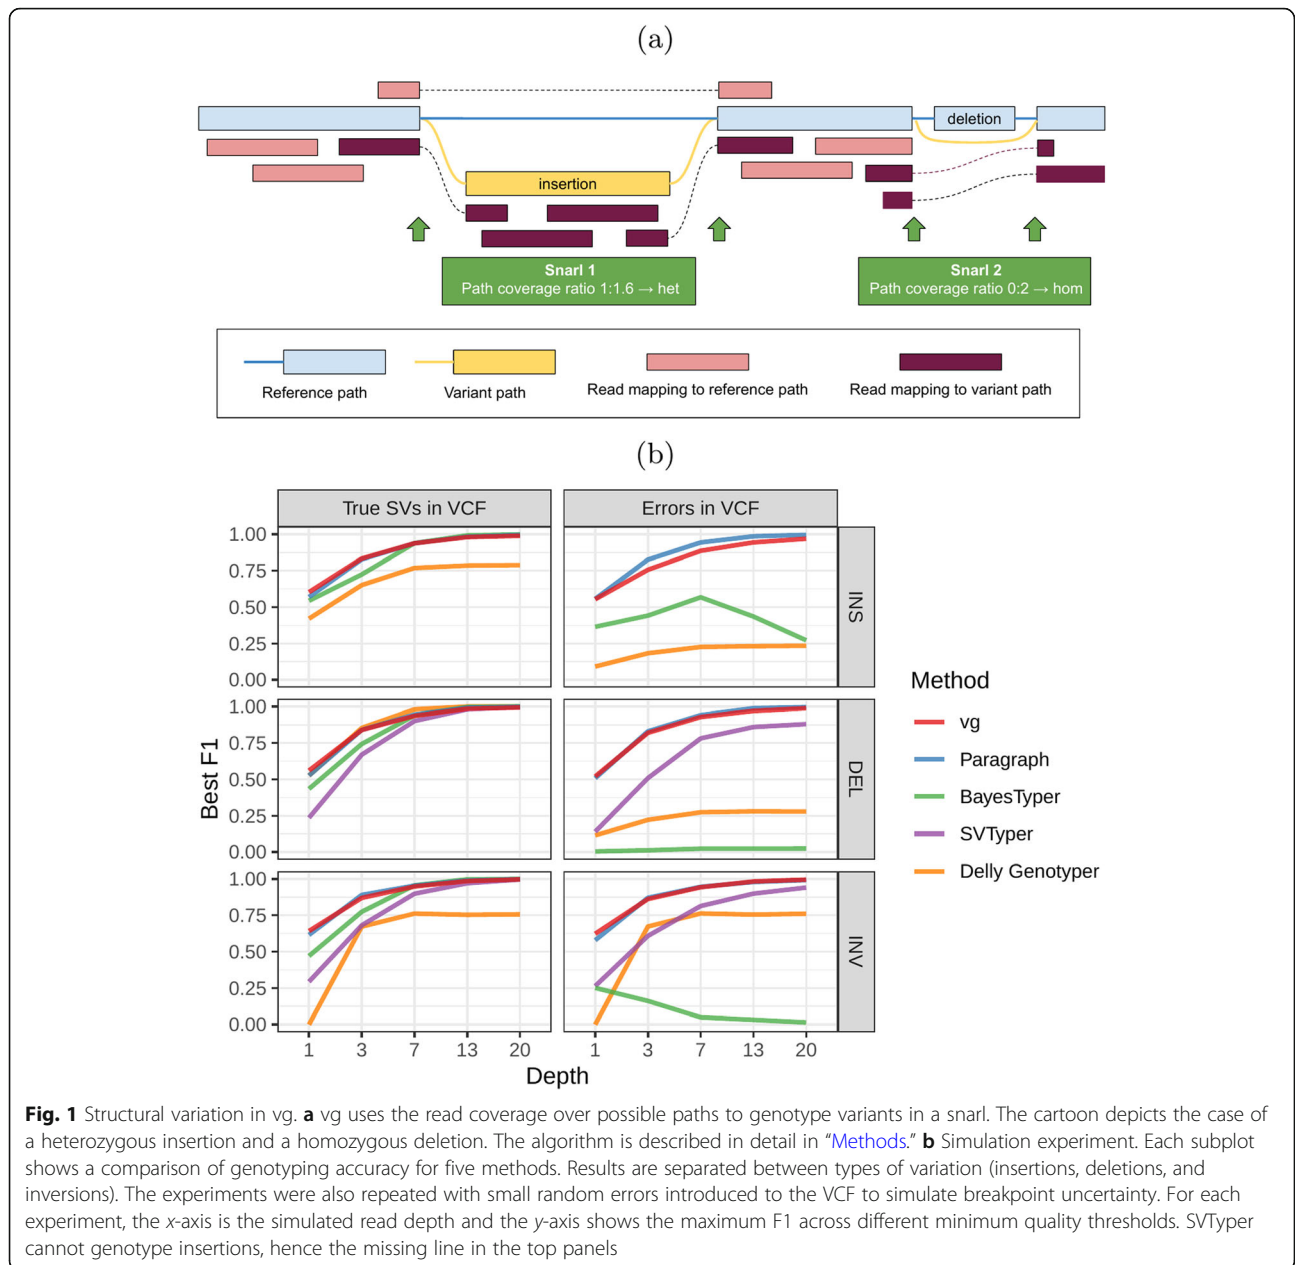 (a)
deletion
insertion
Snarl 1
Path coverage ratio 1:1.6 → het
Snarl 2
Path coverage ratio 0:2 → hom
Reference path
Variant path
Read mapping to reference path
Read mapping to variant path
(b)
True SVs in VCF
Errors in VCF
1.00
0.75
0.50
0.25
0.00
INS
1.00
0.75
0.50
0.25
0.00
DEL
1.00
0.75
0.50
0.25
0.00
INV
Best F1
1 3 7 13 20
1 3 7 13 20
Depth
Method
vg
Paragraph
BayesTyper
SVTyper
Delly Genotyper
Fig. 1 Structural variation in vg. a vg uses the read coverage over possible paths to genotype variants in a snarl. The cartoon depicts the case of
a heterozygous insertion and a homozygous deletion. The algorithm is described in detail in “Methods.” b Simulation experiment. Each subplot
shows a comparison of genotyping accuracy for five methods. Results are separated between types of variation (insertions, deletions, and
inversions). The experiments were also repeated with small random errors introduced to the VCF to simulate breakpoint uncertainty. For each
experiment, the x-axis is the simulated read depth and the y-axis shows the maximum F1 across different minimum quality thresholds. SVTyper
cannot genotype insertions, hence the missing line in the top panels